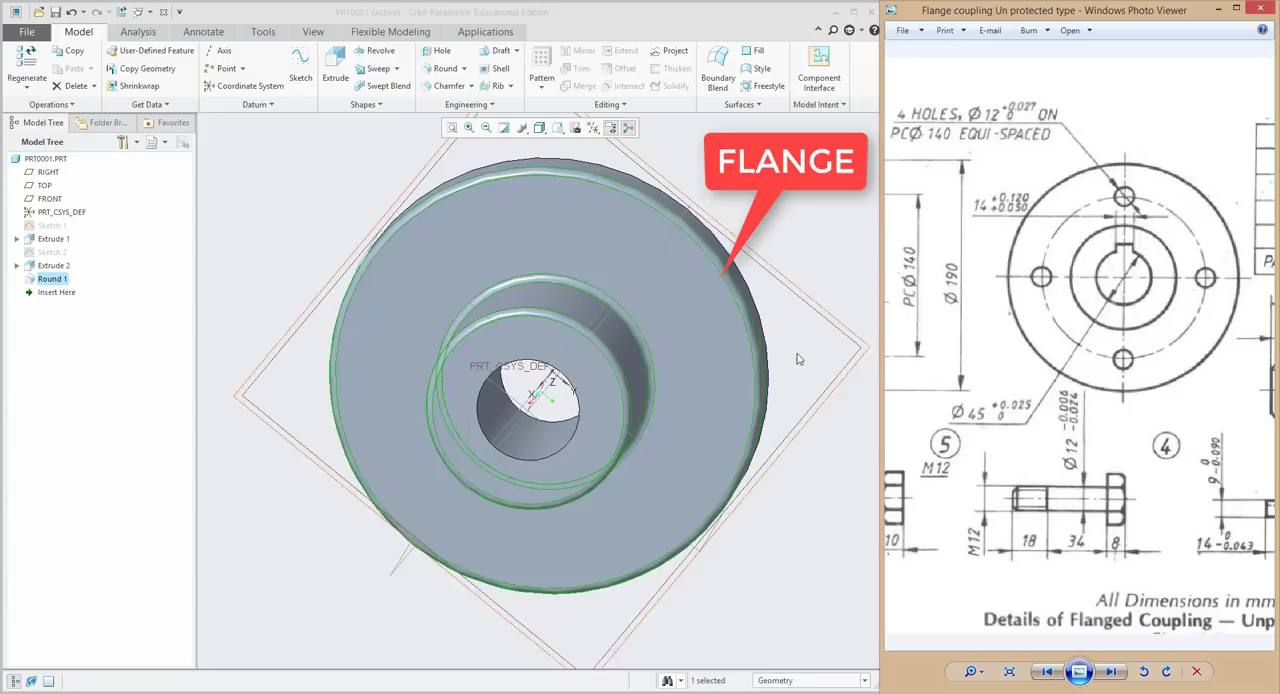 PRT0001 (Active) - Creo Parametric Educational Edition
File Model Analysis Annotate Tools View Flexible Modeling Applications
Regenerate
Copy
Paste
Delete
Operations
User-Defined Feature
Copy Geometry
Shrinkwrap
Get Data
Axis
Point
Coordinate System
Sketch
Datum
Extrude
Revolve
Sweep
Swept Blend
Shapes
Hole
Round
Chamfer
Draft
Shell
Rib
Engineering
Pattern
Mirror
Trim
Merge
Extend
Offset
Intersect
Project
Thicken
Solidify
Editing
Boundary
Blend
Fill
Style
Freestyle
Surfaces
Component
Interface
Model Intent
Model Tree Folder Br... Favorites
Model Tree
PRT0001.PRT
RIGHT
TOP
FRONT
PRT_CSYS_DEF
Sketch 1
Extrude 1
Sketch 2
Extrude 2
Round 1
Insert Here
FLANGE
PRT_CSYS_DEF
X
Z
1 selected
Geometry
Flange coupling Un protected type - Windows Photo Viewer
File Print E-mail Burn Open
4 HOLES, Ø12 +0.027 0 ON
PCØ 140 EQUI-SPACED
14 +0.120 +0.050
PCØ 140
Ø 190
Ø 45 +0.025 0
Ø 12 -0.006 -0.024
5
M12
4
9 0 -0.090
M12
10
18
34
8
14 0 -0.043
All Dimensions in mm
Details of Flanged Coupling — Unp